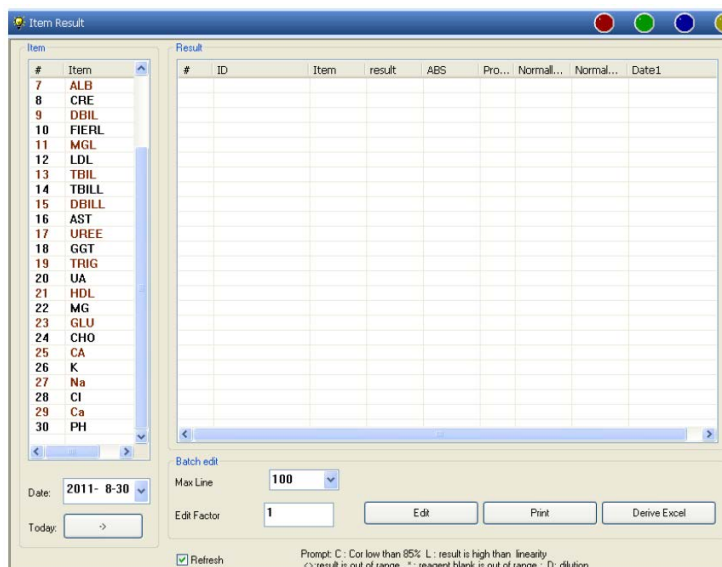 Item Result
Item
# Item
7 ALB
8 CRE
9 DBIL
10 FIERL
11 MGL
12 LDL
13 TBIL
14 TBILL
15 DBILL
16 AST
17 UREE
18 GGT
19 TRIG
20 UA
21 HDL
22 MG
23 GLU
24 CHO
25 CA
26 K
27 Na
28 Cl
29 Ca
30 PH
Date: 2011- 8-30
Today: ->
Result
# ID Item result ABS Pro... Normall... Normal... Date1
Batch edit
Max Line 100
Edit Factor 1 Edit Print Derive Excel
Refresh
Prompt: C : Cor low than 85% L : result is high than linearity
<>:result is out of range * : reagent blank is out of range ; D: dilution